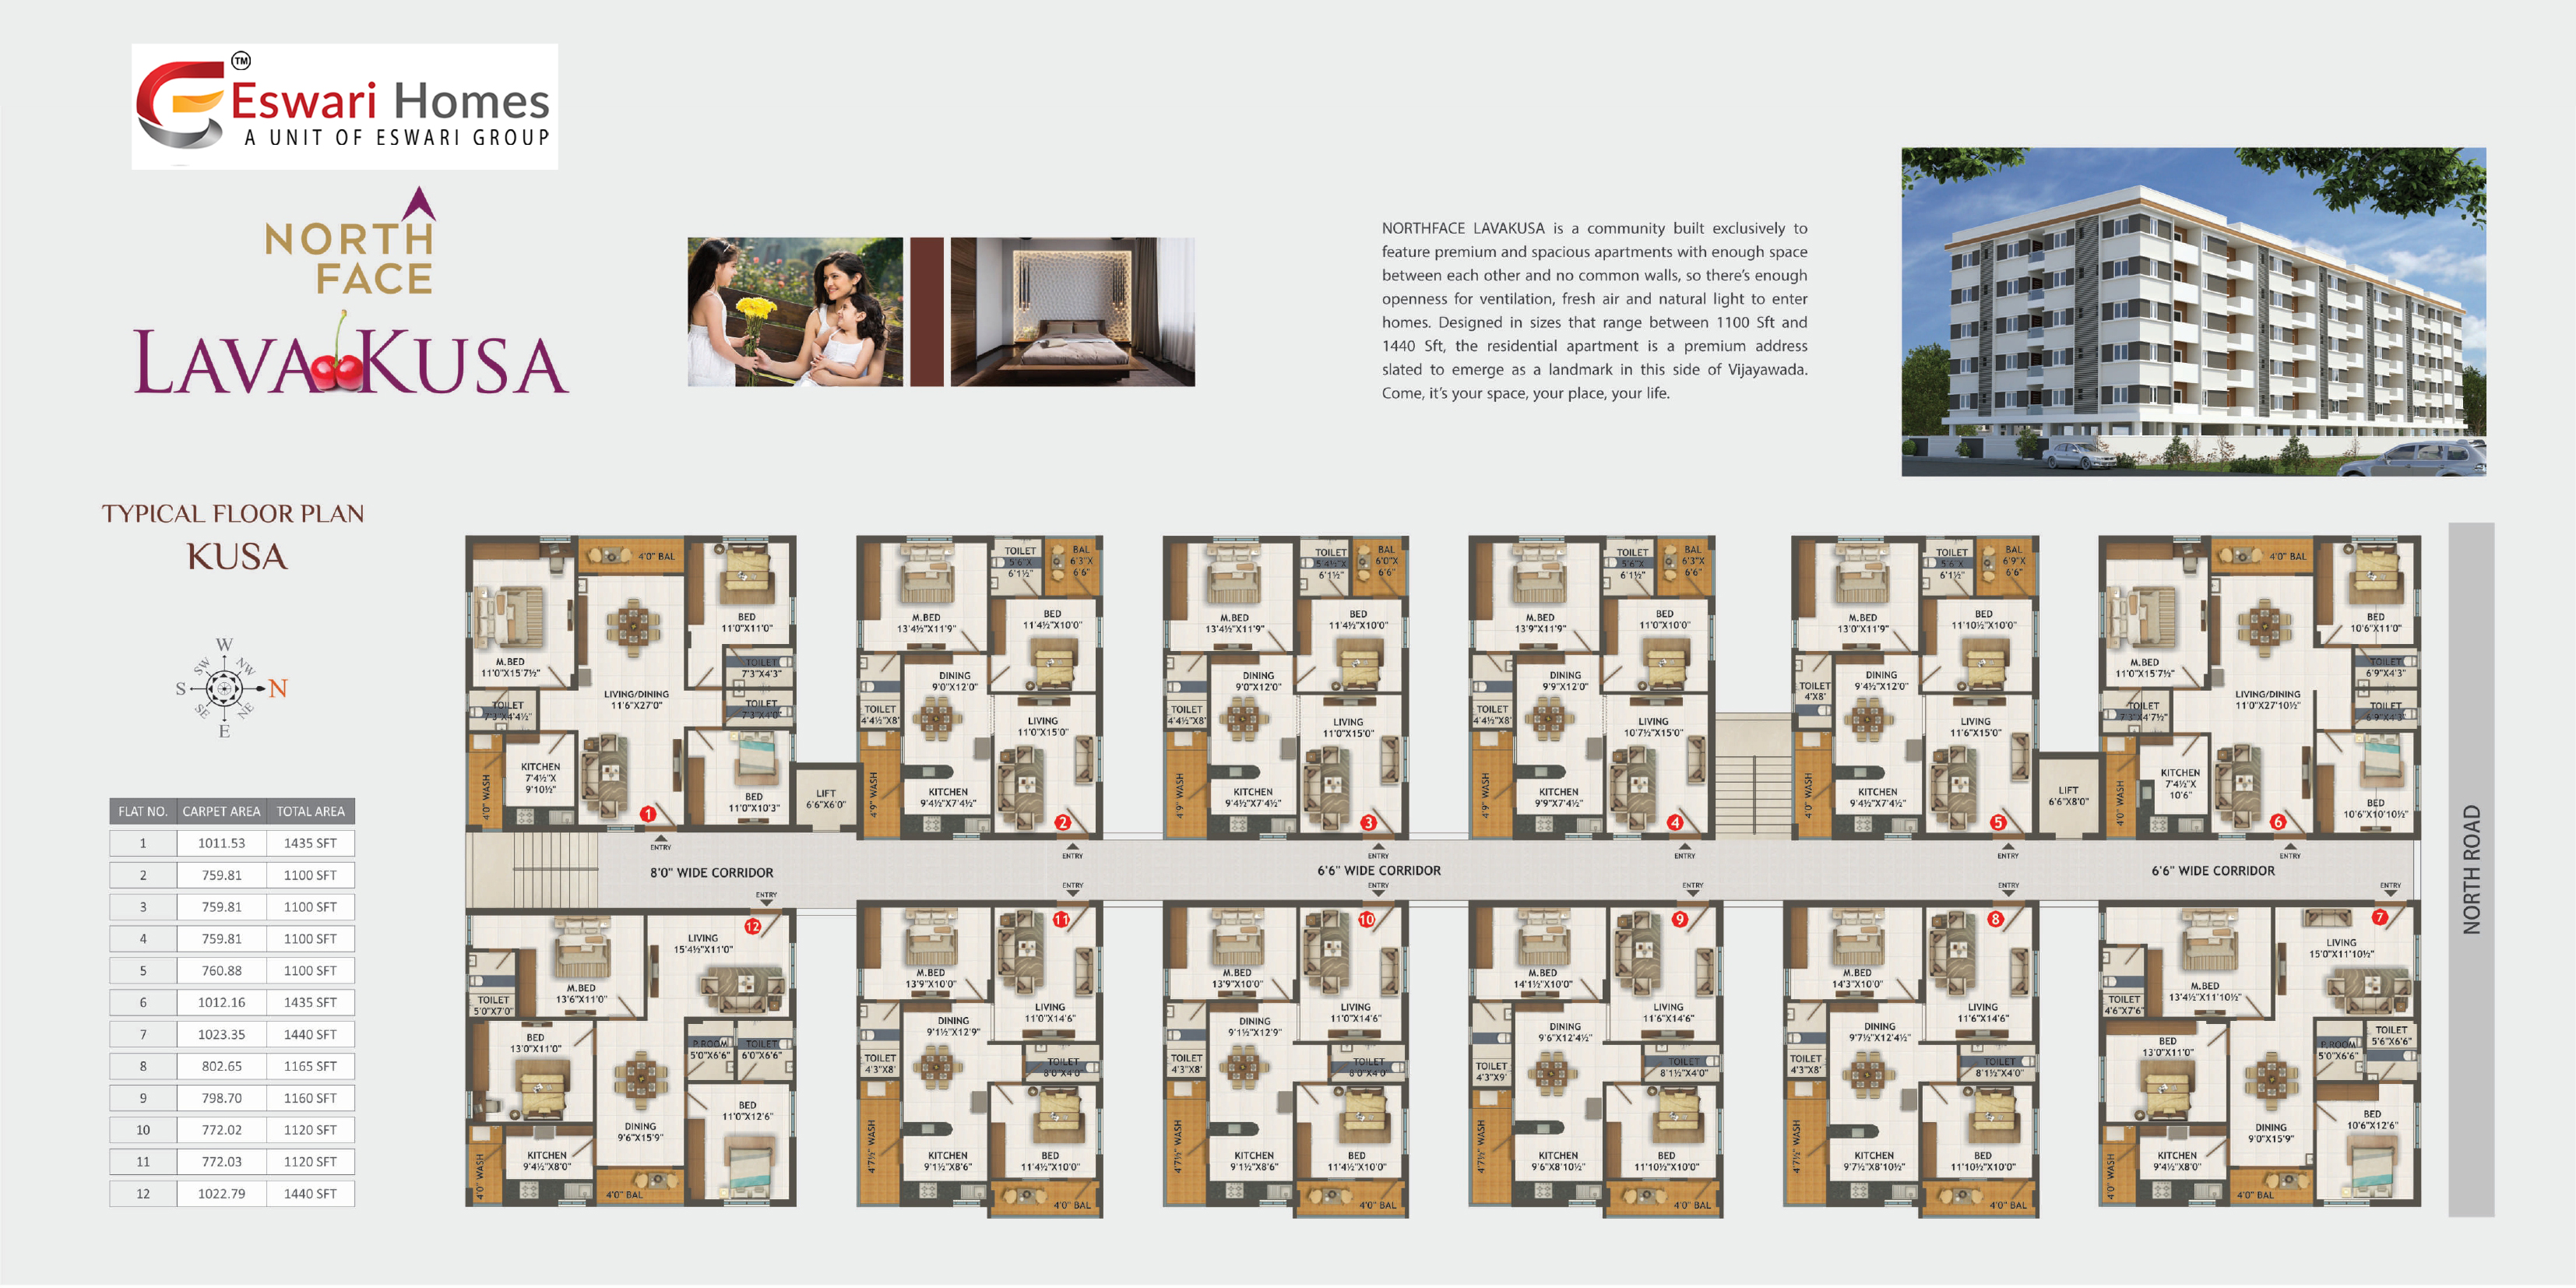 TM
Eswari Homes
A UNIT OF ESWARI GROUP
NORTH
FACE
LAVAKUSA
NORTHFACE LAVAKUSA is a community built exclusively to
feature premium and spacious apartments with enough space
between each other and no common walls, so there's enough
openness for ventilation, fresh air and natural light to enter
homes. Designed in sizes that range between 1100 Sft and
1440 Sft, the residential apartment is a premium address
slated to emerge as a landmark in this side of Vijayawada.
Come, it's your space, your place, your life.
TYPICAL FLOOR PLAN
KUSA
W
SW
NW
S
N
SE
NE
E
FLAT NO. CARPET AREA TOTAL AREA
1 1011.53 1435 SFT
2 759.81 1100 SFT
3 759.81 1100 SFT
4 759.81 1100 SFT
5 760.88 1100 SFT
6 1012.16 1435 SFT
7 1023.35 1440 SFT
8 802.65 1165 SFT
9 798.70 1160 SFT
10 772.02 1120 SFT
11 772.03 1120 SFT
12 1022.79 1440 SFT
4'0" BAL
BED
11'0"X11'0"
M.BED
11'0"X15'7½"
TOILET
7'3"X4'3"
LIVING/DINING
11'6"X27'0"
TOILET
7'3"X4'4½"
TOILET
7'3"X4'0"
KITCHEN
7'4½"X
9'10½"
4'0" WASH
BED
11'0"X10'3"
1
ENTRY
LIFT
6'6"X6'0"
TOILET
5'6"X
6'1½"
BAL
6'3"X
6'6"
M.BED
13'4½"X11'9"
BED
11'4½"X10'0"
DINING
9'0"X12'0"
TOILET
4'4½"X8'
LIVING
11'0"X15'0"
4'9" WASH
KITCHEN
9'4½"X7'4½"
2
ENTRY
TOILET
5'4½"X
6'1½"
BAL
6'0"X
6'6"
M.BED
13'4½"X11'9"
BED
11'4½"X10'0"
DINING
9'0"X12'0"
TOILET
4'4½"X8'
LIVING
11'0"X15'0"
4'9" WASH
KITCHEN
9'4½"X7'4½"
3
ENTRY
TOILET
5'6"X
6'1½"
BAL
6'3"X
6'6"
M.BED
13'9"X11'9"
BED
11'0"X10'0"
DINING
9'9"X12'0"
TOILET
4'4½"X8'
LIVING
10'7½"X15'0"
4'9" WASH
KITCHEN
9'9"X7'4½"
4
ENTRY
TOILET
5'6"X
6'1½"
BAL
6'9"X
6'6"
M.BED
13'0"X11'9"
BED
11'10½"X10'0"
TOILET
4'X8'
DINING
9'4½"X12'0"
LIVING
11'6"X15'0"
4'0" WASH
KITCHEN
9'4½"X7'4½"
5
ENTRY
LIFT
6'6"X8'0"
4'0" BAL
BED
10'6"X11'0"
M.BED
11'0"X15'7½"
TOILET
6'9"X4'3"
LIVING/DINING
11'0"X27'10½"
TOILET
7'3"X4'7½"
TOILET
6'9"X4'3"
KITCHEN
7'4½"X
10'6"
4'0" WASH
BED
10'6"X10'10½"
6
ENTRY
8'0" WIDE CORRIDOR
6'6" WIDE CORRIDOR
6'6" WIDE CORRIDOR
NORTH ROAD
ENTRY
12
LIVING
15'4½"X11'0"
M.BED
13'6"X11'0"
TOILET
5'0"X7'0"
BED
13'0"X11'0"
P.ROOM
5'0"X6'6"
TOILET
6'0"X6'6"
BED
11'0"X12'6"
DINING
9'6"X15'9"
KITCHEN
9'4½"X8'0"
4'0" WASH
4'0" BAL
ENTRY
11
M.BED
13'9"X10'0"
LIVING
11'0"X14'6"
DINING
9'1½"X12'9"
TOILET
4'3"X8'
TOILET
8'0"X4'0"
4'7½" WASH
KITCHEN
9'1½"X8'6"
BED
11'4½"X10'0"
4'0" BAL
ENTRY
10
M.BED
13'9"X10'0"
LIVING
11'0"X14'6"
DINING
9'1½"X12'9"
TOILET
4'3"X8'
TOILET
8'0"X4'0"
4'7½" WASH
KITCHEN
9'1½"X8'6"
BED
11'4½"X10'0"
4'0" BAL
ENTRY
9
M.BED
14'1½"X10'0"
LIVING
11'6"X14'6"
DINING
9'6"X12'4½"
TOILET
4'3"X9'
TOILET
8'1½"X4'0"
4'7½" WASH
KITCHEN
9'6"X8'10½"
BED
11'10½"X10'0"
4'0" BAL
ENTRY
8
M.BED
14'3"X10'0"
LIVING
11'6"X14'6"
DINING
9'7½"X12'4½"
TOILET
4'3"X8'
TOILET
8'1½"X4'0"
4'7½" WASH
KITCHEN
9'7½"X8'10½"
BED
11'10½"X10'0"
4'0" BAL
ENTRY
7
LIVING
15'0"X11'10½"
M.BED
13'4½"X11'10½"
TOILET
4'6"X7'6"
BED
13'0"X11'0"
P.ROOM
5'0"X6'6"
TOILET
5'6"X6'6"
BED
10'6"X12'6"
DINING
9'0"X15'9"
KITCHEN
9'4½"X8'0"
4'0" WASH
4'0" BAL